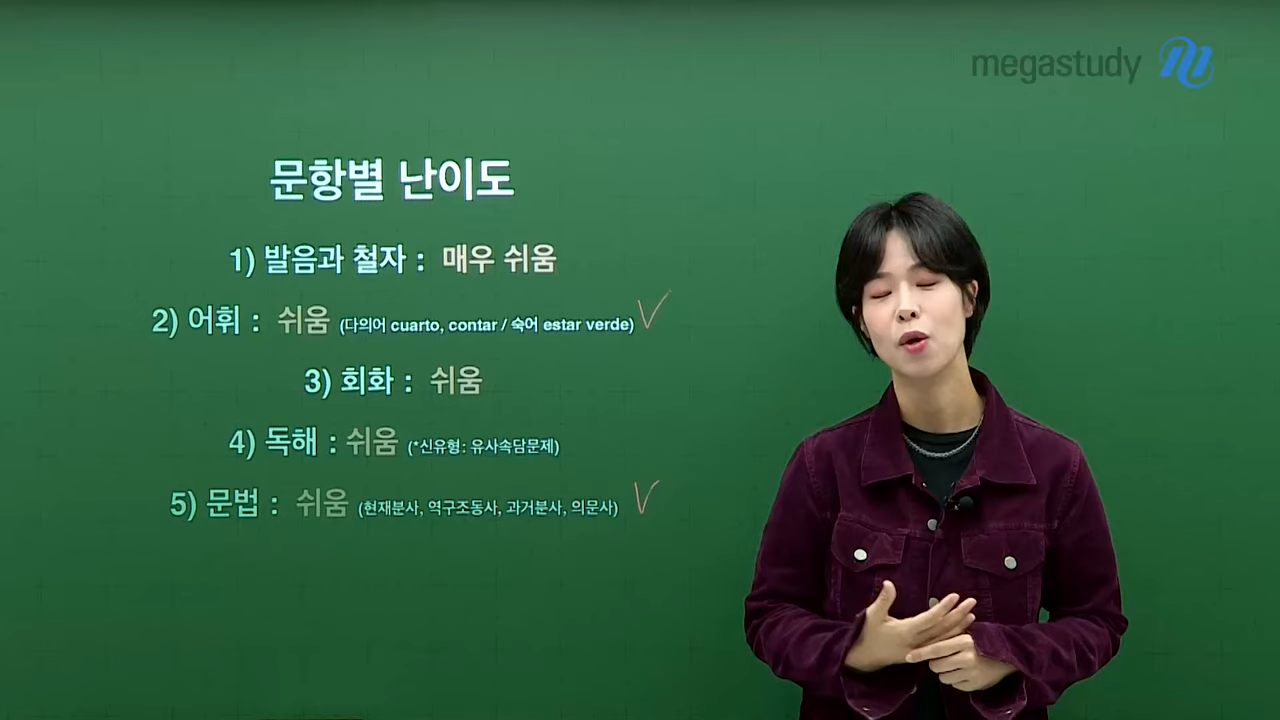 megastudy
문항별 난이도
1) 발음과 철자 : 매우 쉬움
2) 어휘 : 쉬움 (다의어 cuarto, contar / 숙어 estar verde)
3) 회화 : 쉬움
4) 독해 : 쉬움 (*신유형: 유사속담문제)
5) 문법 : 쉬움 (현재분사, 역구조동사, 과거분사, 의문사)